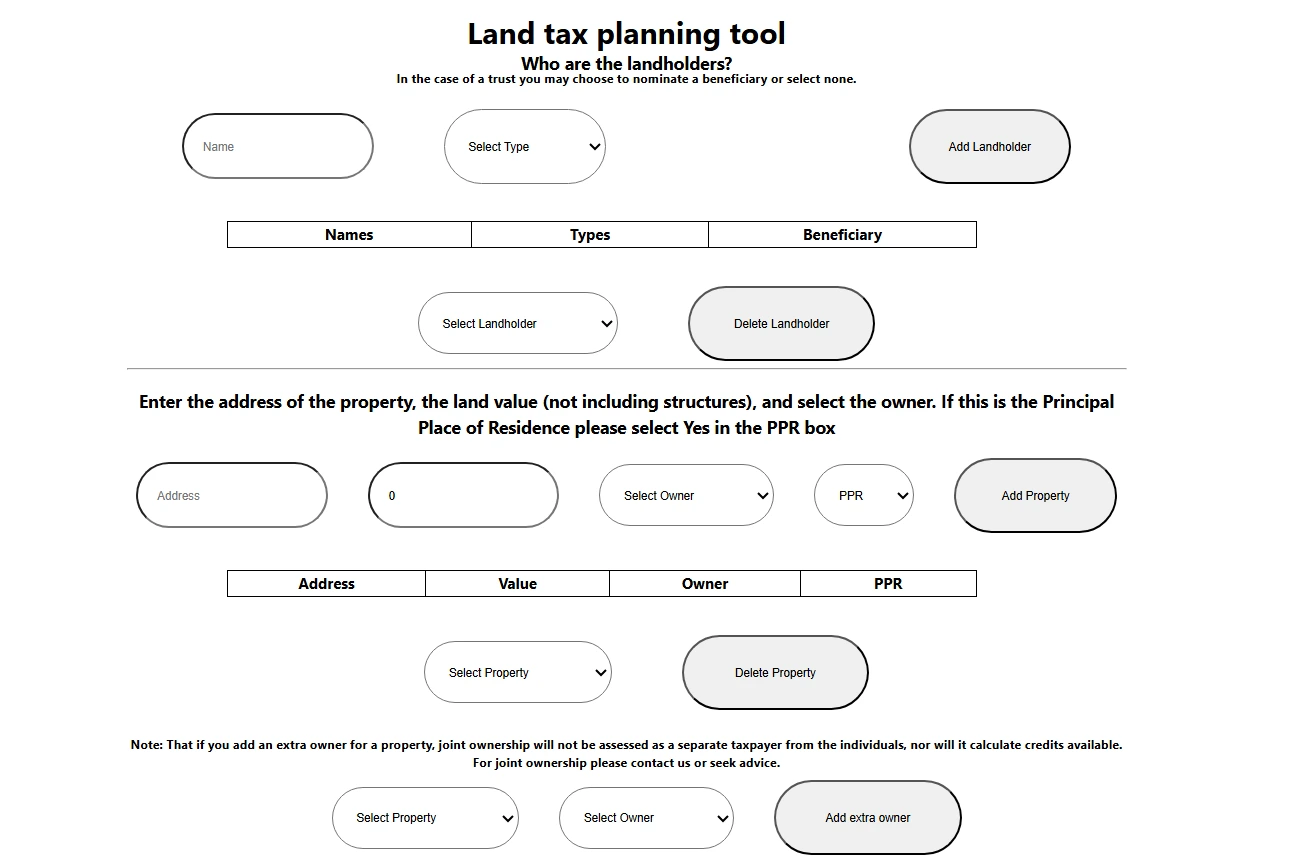 Land tax planning tool
Who are the landholders?
In the case of a trust you may choose to nominate a beneficiary or select none.
Name
Select Type
Add Landholder
Names Types Beneficiary
Select Landholder
Delete Landholder
Enter the address of the property, the land value (not including structures), and select the owner. If this is the Principal
Place of Residence please select Yes in the PPR box
Address
0
Select Owner
PPR
Add Property
Address Value Owner PPR
Select Property
Delete Property
Note: That if you add an extra owner for a property, joint ownership will not be assessed as a separate taxpayer from the individuals, nor will it calculate credits available.
For joint ownership please contact us or seek advice.
Select Property
Select Owner
Add extra owner